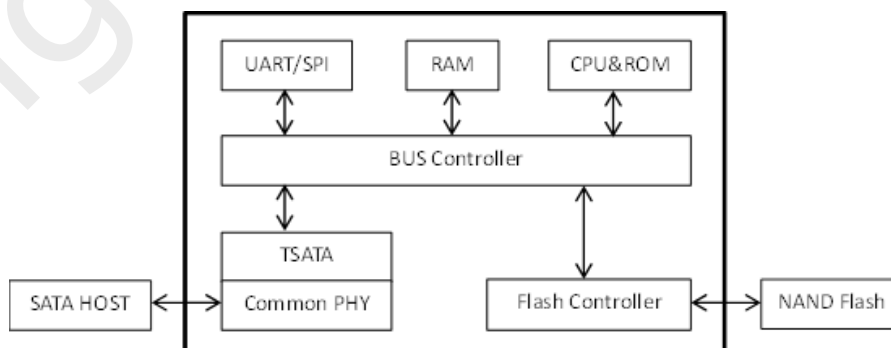 UART/SPI RAM CPU&ROM
BUS Controller
TSATA
SATA HOST Common PHY Flash Controller NAND Flash